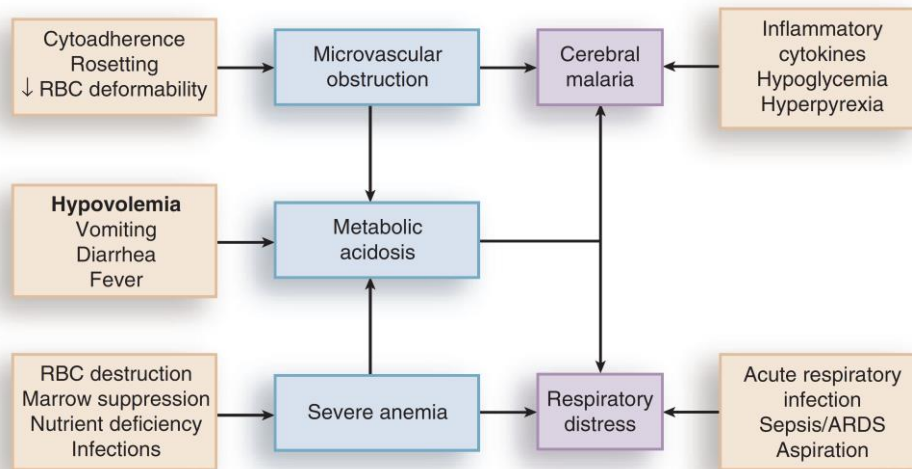 Cytoadherence
Rosetting
↓ RBC deformability
Microvascular
obstruction
Cerebral
malaria
Inflammatory
cytokines
Hypoglycemia
Hyperpyrexia
Hypovolemia
Vomiting
Diarrhea
Fever
Metabolic
acidosis
RBC destruction
Marrow suppression
Nutrient deficiency
Infections
Severe anemia
Respiratory
distress
Acute respiratory
infection
Sepsis/ARDS
Aspiration